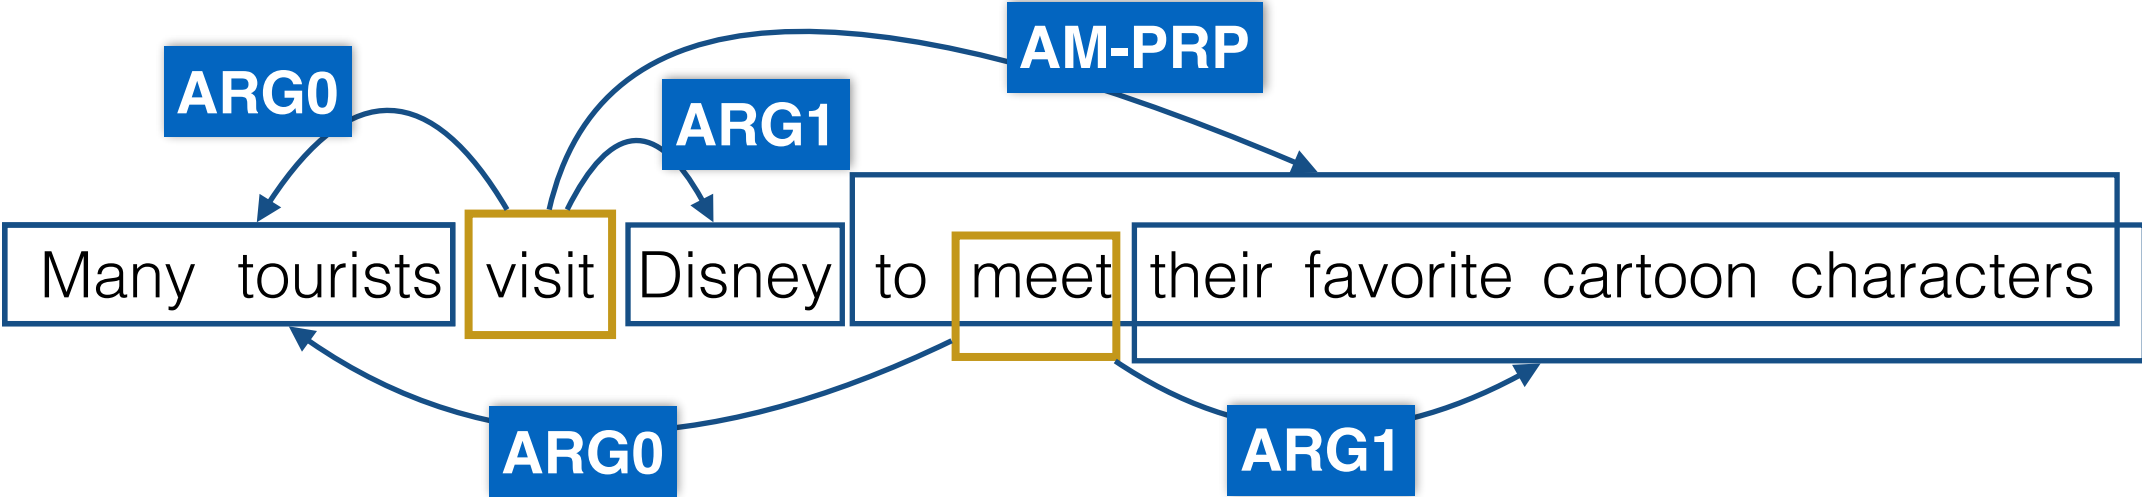 AM-PRP
ARG0
ARG1
Many tourists visit Disney to meet their favorite cartoon characters
ARG0
ARG1